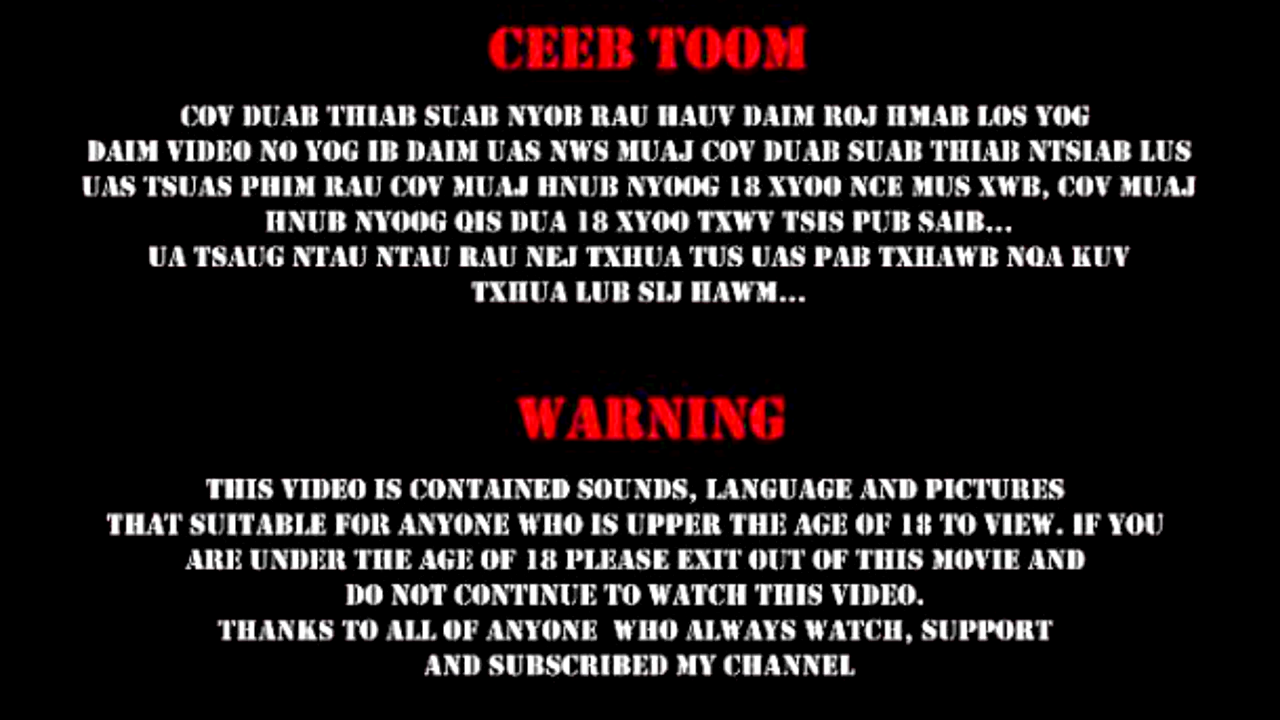 CEEB TOOM
COV DUAB THIAB SUAB NYOB RAU HAUV DAIM ROJ HMAB LOS YOG
DAIM VIDEO NO YOG IB DAIM UAS NWS MUAJ COV DUAB SUAB THIAB NTSIAB LUS
UAS TSUAS PHIM RAU COV MUAJ HNUB NYOOG 18 XYOO NCE MUS XWB, COV MUAJ
HNUB NYOOG QIS DUA 18 XYOO TXWV TSIS PUB SAIB...
UA TSAUG NTAU NTAU RAU NEJ TXHUA TUS UAS PAB TXHAWB NQA KUV
TXHUA LUB SIJ HAWM...
WARNING
THIS VIDEO IS CONTAINED SOUNDS, LANGUAGE AND PICTURES
THAT SUITABLE FOR ANYONE WHO IS UPPER THE AGE OF 18 TO VIEW. IF YOU
ARE UNDER THE AGE OF 18 PLEASE EXIT OUT OF THIS MOVIE AND
DO NOT CONTINUE TO WATCH THIS VIDEO.
THANKS TO ALL OF ANYONE WHO ALWAYS WATCH, SUPPORT
AND SUBSCRIBED MY CHANNEL